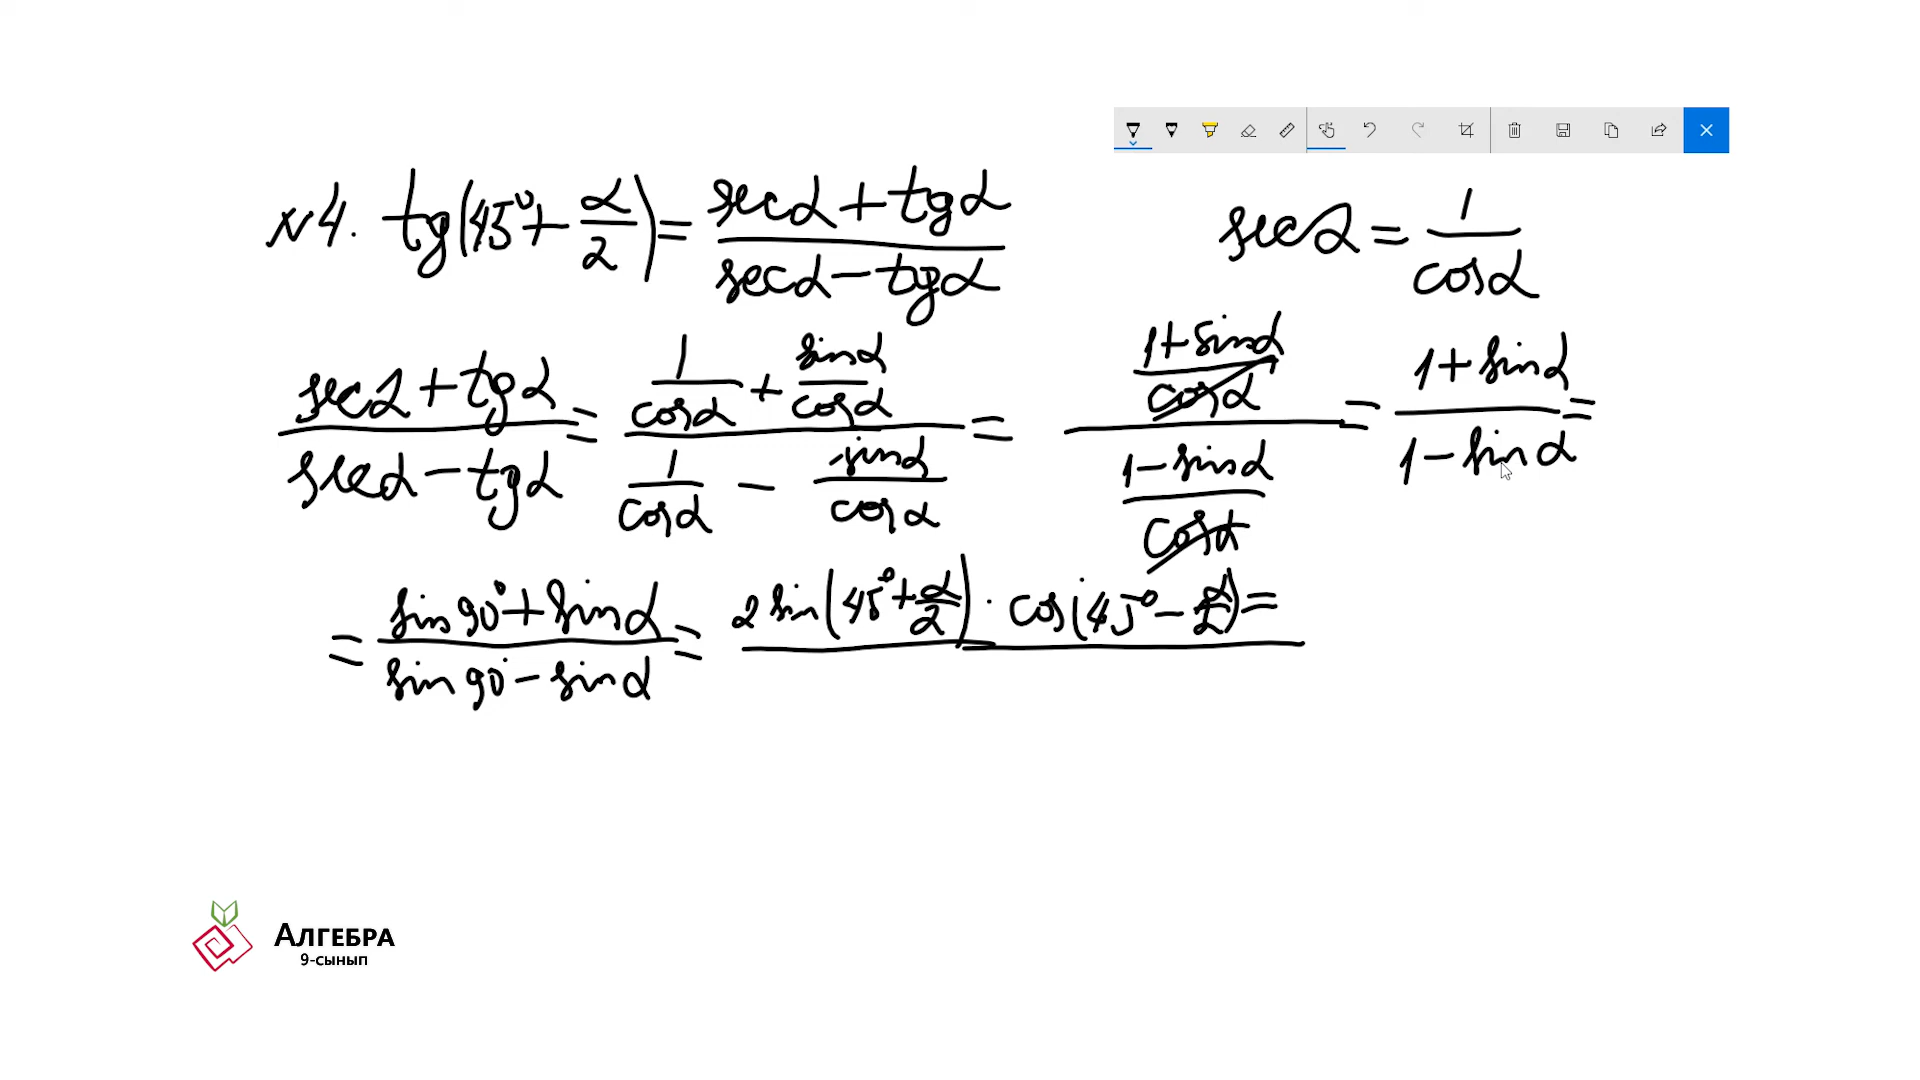 №4. tg(45° + α/2) = (secα + tgα)/(secα − tgα)
secα = 1/cosα
(secα + tgα)/(secα − tgα) = (1/cosα + sinα/cosα)/(1/cosα − sinα/cosα) = ((1+sinα)/cosα)/((1−sinα)/cosα) = (1+sinα)/(1−sinα) =
= (sin90° + sinα)/(sin90° − sinα) = 2sin(45° + α/2) · cos(45° − α/2) =
АЛГЕБРА
9-сынып